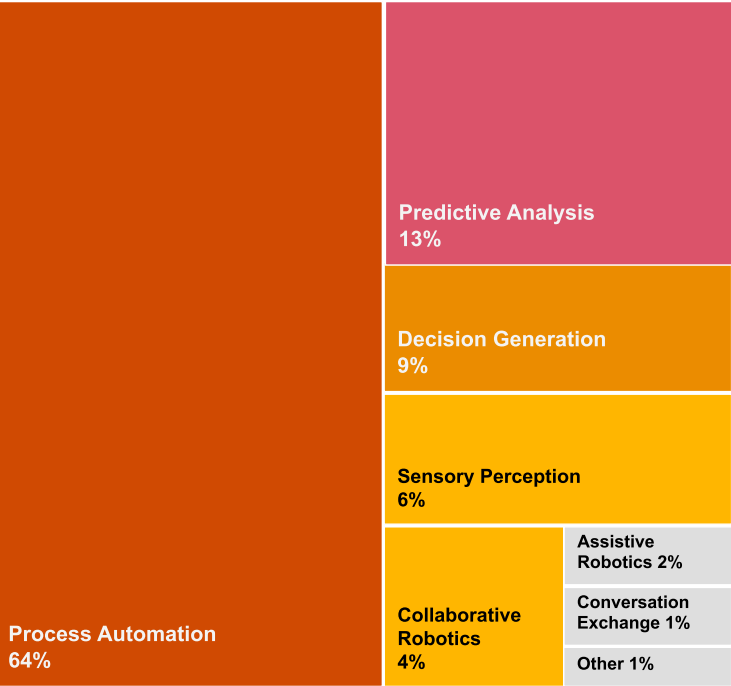 Process Automation
64%
Predictive Analysis
13%
Decision Generation
9%
Sensory Perception
6%
Collaborative
Robotics
4%
Assistive
Robotics 2%
Conversation
Exchange 1%
Other 1%